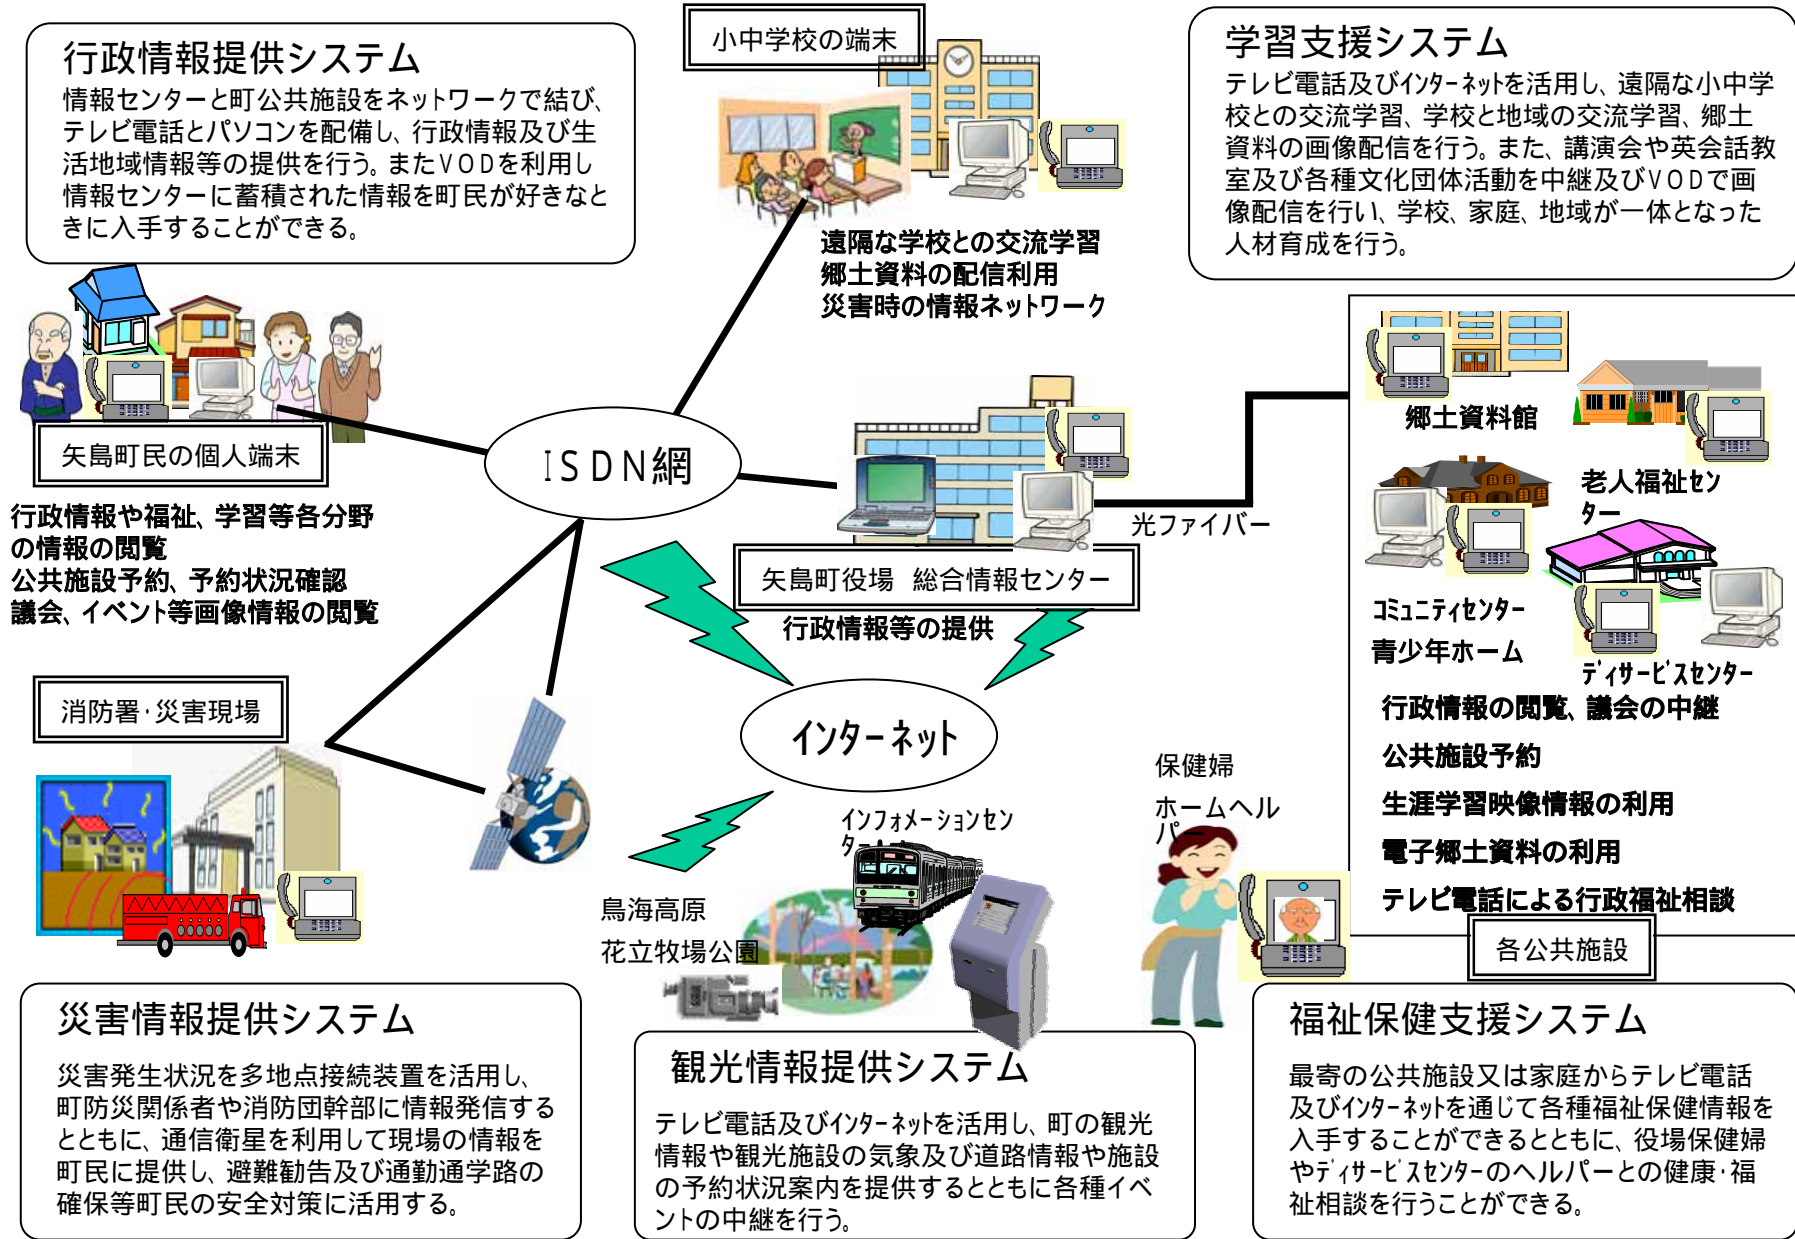 行政情報提供システム
情報センターと町公共施設をネットワークで結び、
テレビ電話とパソコンを配備し、行政情報及び生
活地域情報等の提供を行う。またVODを利用し
情報センターに蓄積された情報を町民が好きなと
きに入手することができる。
小中学校の端末
遠隔な学校との交流学習
郷土資料の配信利用
災害時の情報ネットワーク
学習支援システム
テレビ電話及びインターネットを活用し、遠隔な小中学
校との交流学習、学校と地域の交流学習、郷土
資料の画像配信を行う。また、講演会や英会話教
室及び各種文化団体活動を中継及びVODで画
像配信を行い、学校、家庭、地域が一体となった
人材育成を行う。
矢島町民の個人端末
行政情報や福祉、学習等各分野
の情報の閲覧
公共施設予約、予約状況確認
議会、イベント等画像情報の閲覧
ISDN網
矢島町役場 総合情報センター
行政情報等の提供
光ファイバー
郷土資料館
老人福祉セン
ター
コミュニティセンター
青少年ホーム
ディサービスセンター
行政情報の閲覧、議会の中継
公共施設予約
生涯学習映像情報の利用
電子郷土資料の利用
テレビ電話による行政福祉相談
各公共施設
消防署・災害現場
インターネット
インフォメーションセン
ター
鳥海高原
花立牧場公園
保健婦
ホームヘル
パー
災害情報提供システム
災害発生状況を多地点接続装置を活用し、
町防災関係者や消防団幹部に情報発信する
とともに、通信衛星を利用して現場の情報を
町民に提供し、避難勧告及び通勤通学路の
確保等町民の安全対策に活用する。
観光情報提供システム
テレビ電話及びインターネットを活用し、町の観光
情報や観光施設の気象及び道路情報や施設
の予約状況案内を提供するとともに各種イベ
ントの中継を行う。
福祉保健支援システム
最寄の公共施設又は家庭からテレビ電話
及びインターネットを通じて各種福祉保健情報を
入手することができるとともに、役場保健婦
やディサービスセンターのヘルパーとの健康・福
祉相談を行うことができる。